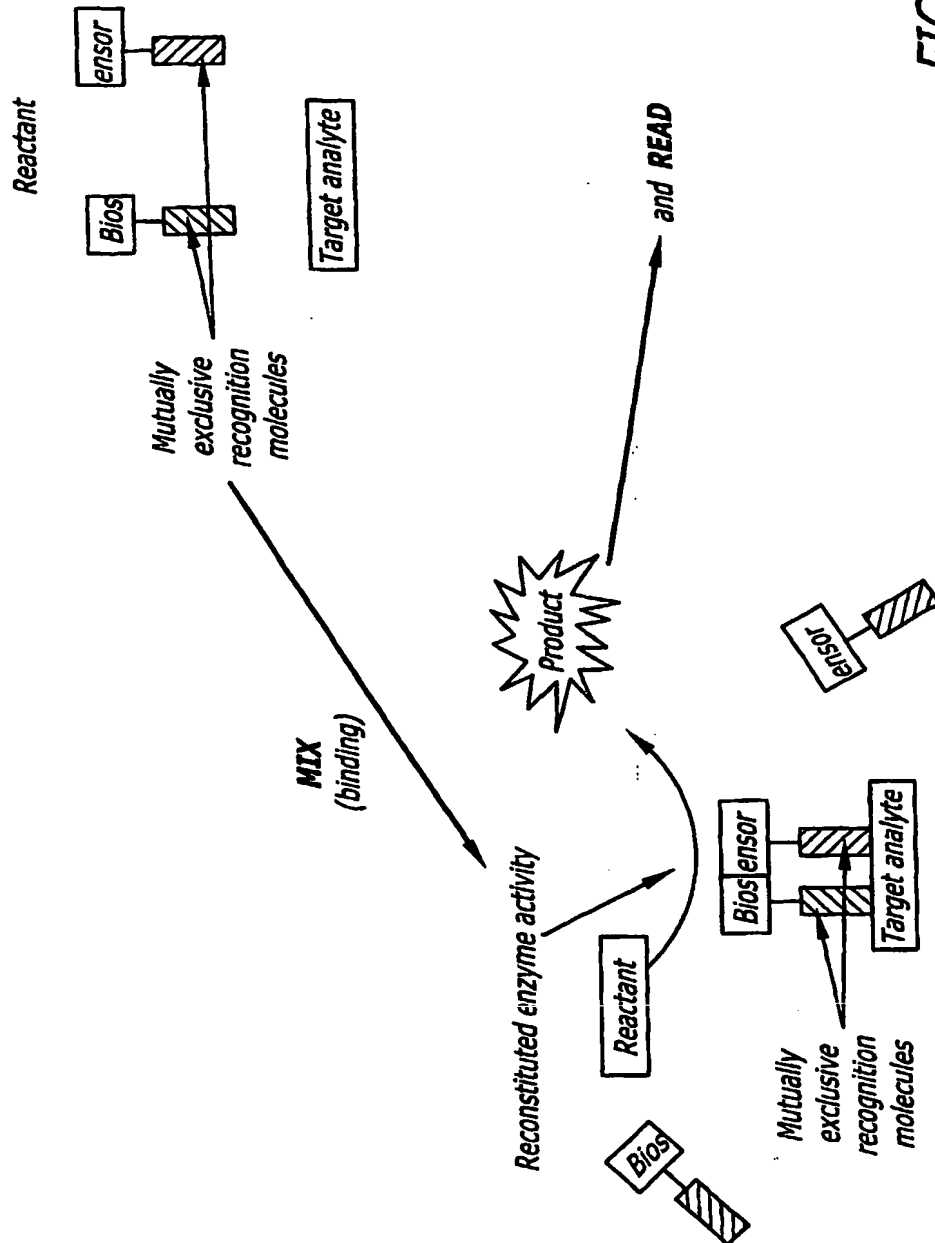 Reactant
Bios
ensor
Mutually
exclusive
recognition
molecules
Target analyte
MIX
(binding)
Reconstituted enzyme activity
Product
and READ
Reactant
Bios
Bios
ensor
ensor
Mutually
exclusive
recognition
molecules
Target analyte